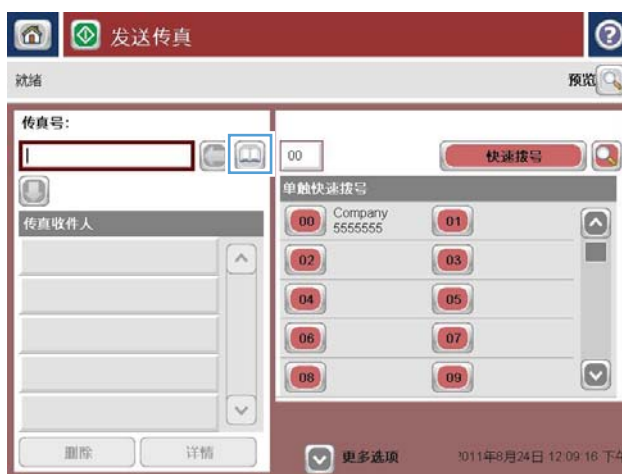 发送传真
就绪
预览
传真号:
00
快速拨号
单触快速拨号
传真收件人
00 Company 5555555 01
02 03
04 05
06 07
08 09
删除 详情
更多选项
2011年8月24日 12:09:16 下午